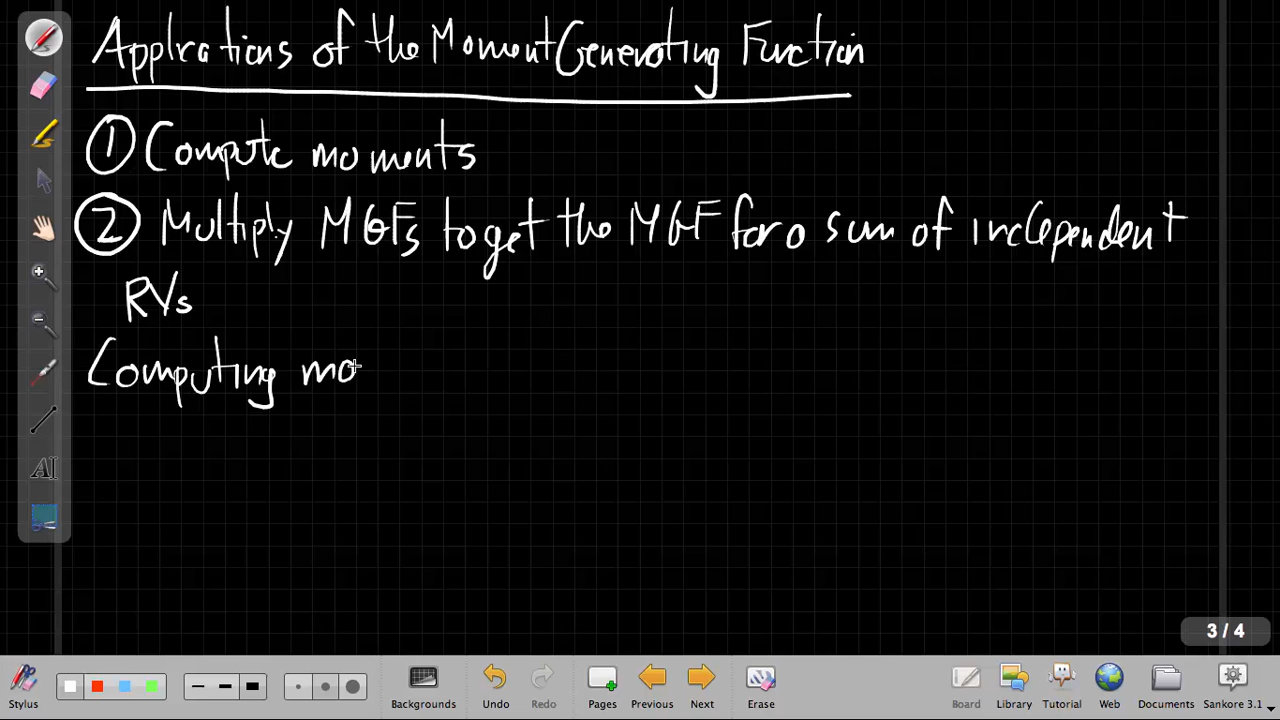 Applications of the Moment Generating Function
① Compute moments
② Multiply MGFs to get the MGF for a sum of independent
RVs
Computing mo
3 / 4
Stylus Backgrounds Undo Redo Pages Previous Next Erase Board Library Tutorial Web Documents Sankore 3.1